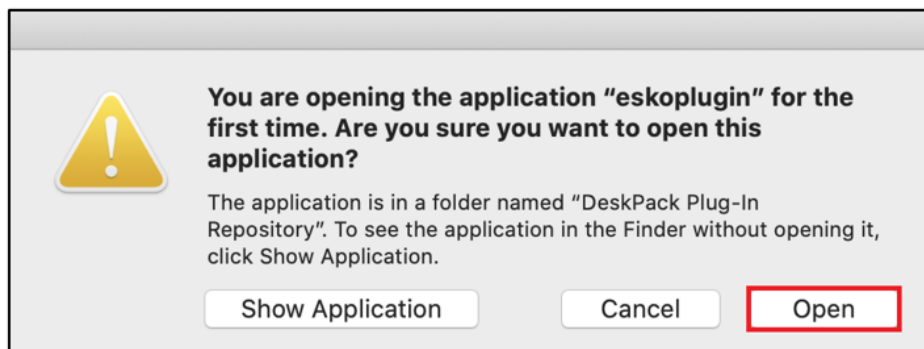 You are opening the application “eskoplugin” for the
first time. Are you sure you want to open this
application?
The application is in a folder named “DeskPack Plug-In
Repository”. To see the application in the Finder without opening it,
click Show Application.
Show Application
Cancel
Open